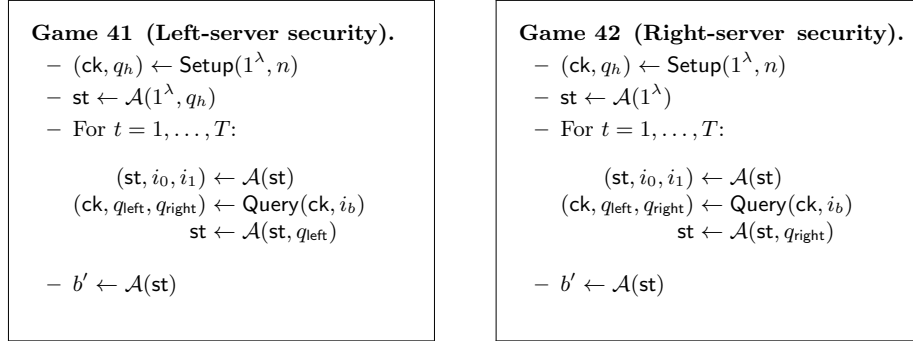 Game 41 (Left-server security).
– (ck, q_h) ← Setup(1^λ, n)
– st ← 𝒜(1^λ, q_h)
– For t = 1, . . . , T:
(st, i_0, i_1) ← 𝒜(st)
(ck, q_left, q_right) ← Query(ck, i_b)
st ← 𝒜(st, q_left)
– b′ ← 𝒜(st)
Game 42 (Right-server security).
– (ck, q_h) ← Setup(1^λ, n)
– st ← 𝒜(1^λ)
– For t = 1, . . . , T:
(st, i_0, i_1) ← 𝒜(st)
(ck, q_left, q_right) ← Query(ck, i_b)
st ← 𝒜(st, q_right)
– b′ ← 𝒜(st)